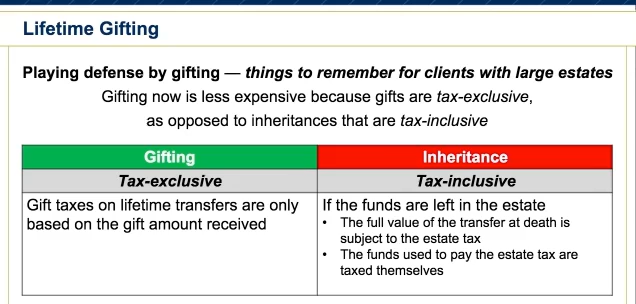 Lifetime Gifting
Playing defense by gifting — things to remember for clients with large estates
Gifting now is less expensive because gifts are tax-exclusive,
as opposed to inheritances that are tax-inclusive
Gifting
Inheritance
Tax-exclusive
Tax-inclusive
Gift taxes on lifetime transfers are only
based on the gift amount received
If the funds are left in the estate
• The full value of the transfer at death is
subject to the estate tax
• The funds used to pay the estate tax are
taxed themselves